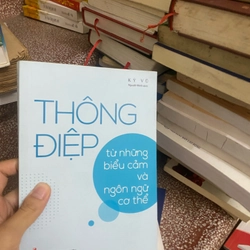 THÔNG
ĐIỆP
từ những
biểu cảm
và
ngôn ngữ
cơ thể